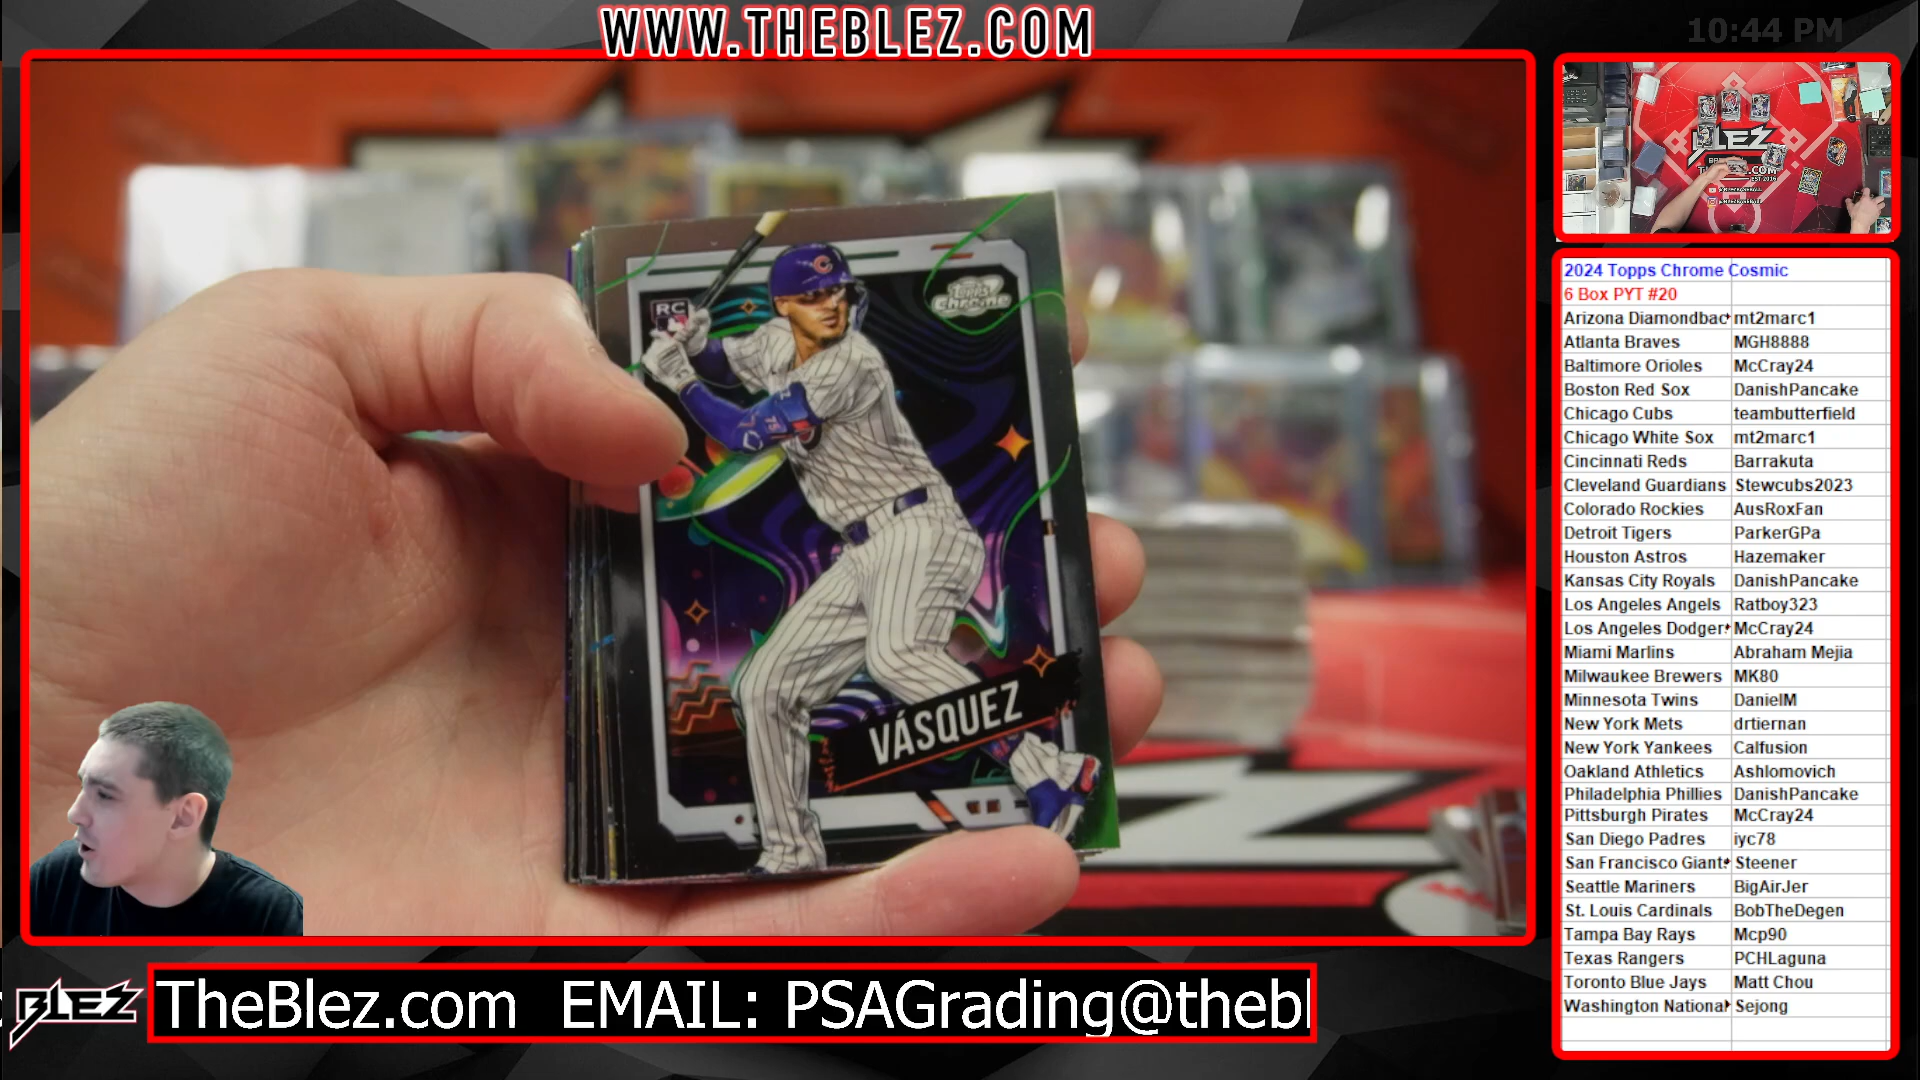 WWW.THEBLEZ.COM
10:44 PM
RC
C
TOPPS
Chrome
VÁSQUEZ
BLEZ
2024 Topps Chrome Cosmic
6 Box PYT #20
Arizona Diamondbac mt2marc1
Atlanta Braves MGH8888
Baltimore Orioles McCray24
Boston Red Sox DanishPancake
Chicago Cubs teambutterfield
Chicago White Sox mt2marc1
Cincinnati Reds Barrakuta
Cleveland Guardians Stewcubs2023
Colorado Rockies AusRoxFan
Detroit Tigers ParkerGPa
Houston Astros Hazemaker
Kansas City Royals DanishPancake
Los Angeles Angels Ratboy323
Los Angeles Dodger McCray24
Miami Marlins Abraham Mejia
Milwaukee Brewers MK80
Minnesota Twins DanielM
New York Mets drtiernan
New York Yankees Calfusion
Oakland Athletics Ashlomovich
Philadelphia Phillies DanishPancake
Pittsburgh Pirates McCray24
San Diego Padres iyc78
San Francisco Giant Steener
Seattle Mariners BigAirJer
St. Louis Cardinals BobTheDegen
Tampa Bay Rays Mcp90
Texas Rangers PCHLaguna
Toronto Blue Jays Matt Chou
Washington Nationa Sejong
BLEZ
TheBlez.com EMAIL: PSAGrading@thebl